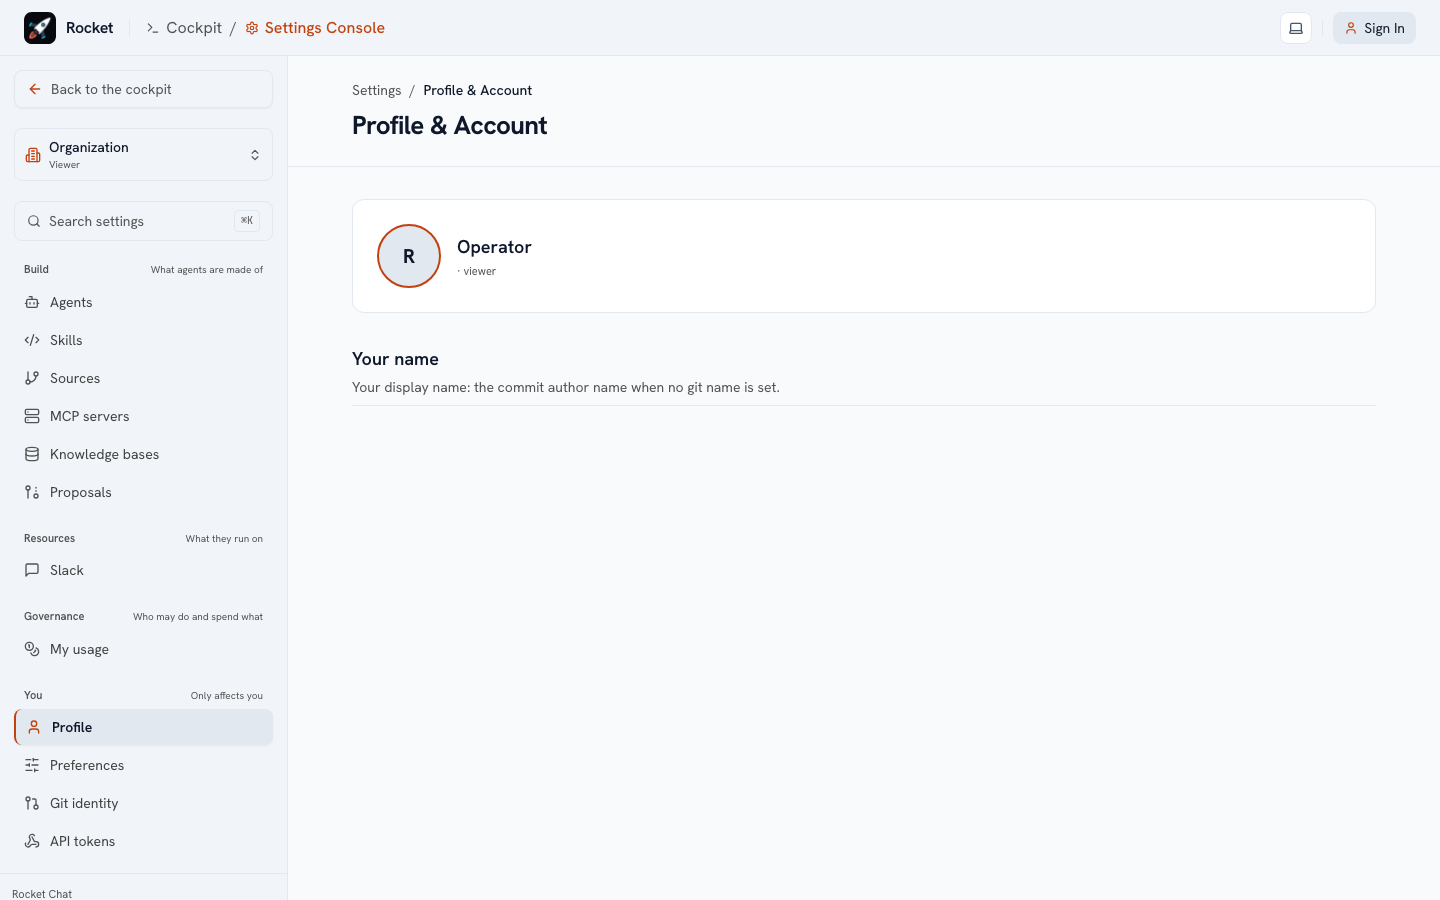 Rocket
Cockpit / Settings Console
Sign In
Back to the cockpit
Organization
Viewer
Search settings ⌘K
Build What agents are made of
Agents
Skills
Sources
MCP servers
Knowledge bases
Proposals
Resources What they run on
Slack
Governance Who may do and spend what
My usage
You Only affects you
Profile
Preferences
Git identity
API tokens
Rocket Chat
Settings / Profile & Account
Profile & Account
R
Operator
· viewer
Your name
Your display name: the commit author name when no git name is set.